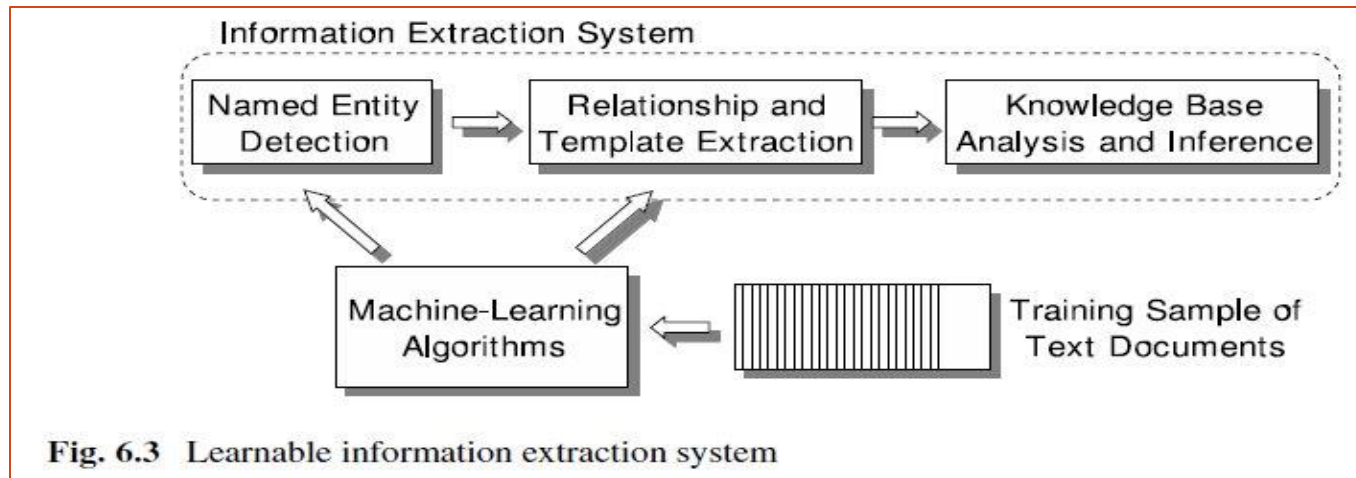 Information Extraction System
Named Entity
Detection
Relationship and
Template Extraction
Knowledge Base
Analysis and Inference
Machine-Learning
Algorithms
Training Sample of
Text Documents
Fig. 6.3 Learnable information extraction system